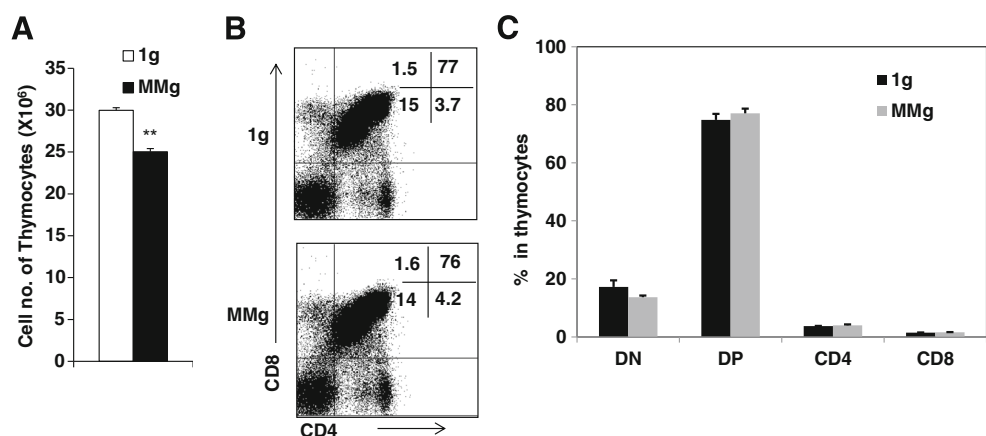 A
1g
MMg
Cell no. of Thymocytes (X10⁶)
35
30
25
20
15
10
5
0
**
B
1g
1.5 77
15 3.7
MMg
1.6 76
14 4.2
CD8
CD4
C
% in thymocytes
100
80
60
40
20
0
1g
MMg
DN DP CD4 CD8